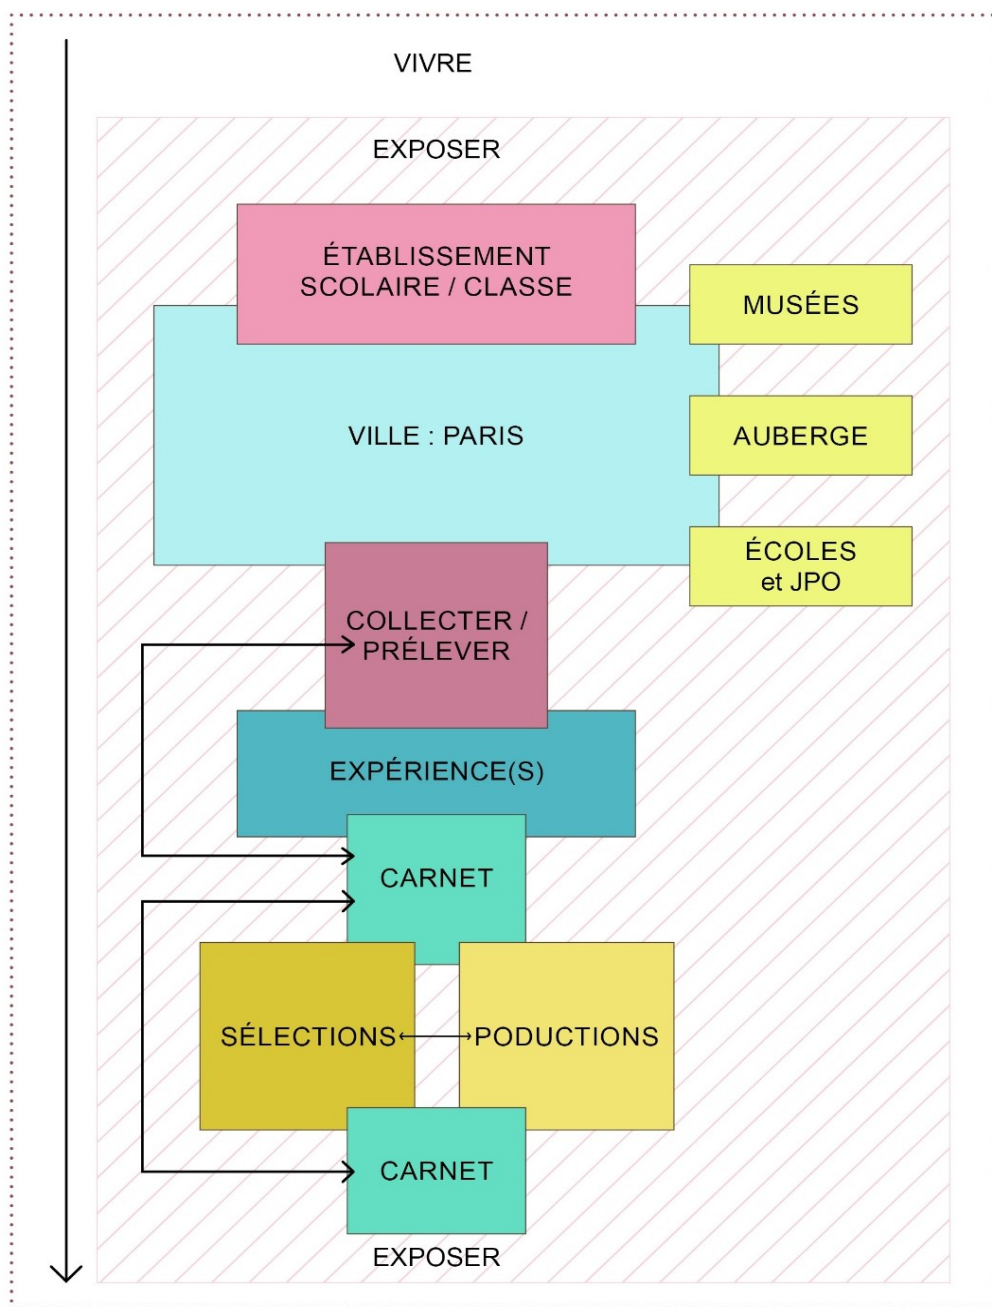 VIVRE
EXPOSER
ÉTABLISSEMENT
SCOLAIRE / CLASSE
MUSÉES
VILLE : PARIS
AUBERGE
ÉCOLES
et JPO
COLLECTER /
PRÉLEVER
EXPÉRIENCE(S)
CARNET
SÉLECTIONS
PODUCTIONS
CARNET
EXPOSER